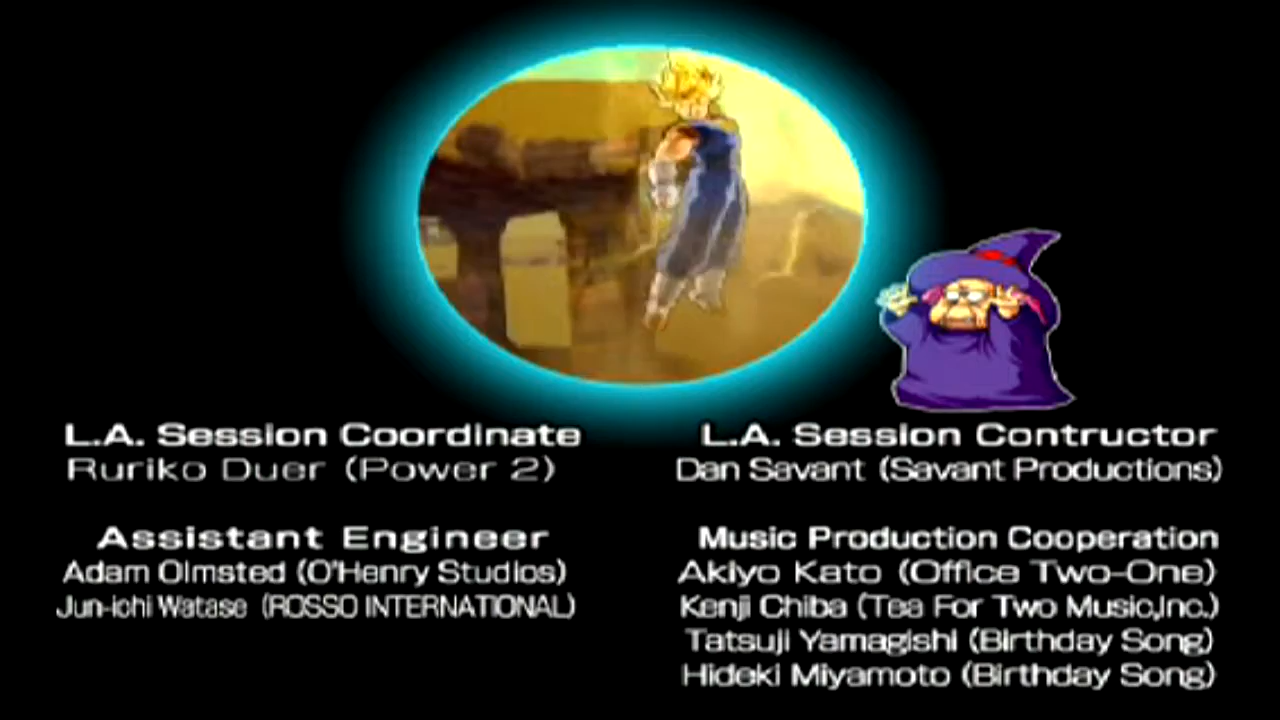 L.A. Session Coordinate
Ruriko Duer (Power 2)
Assistant Engineer
Adam Olmsted (O'Henry Studios)
Jun-ichi Watase (ROSSO INTERNATIONAL)
L.A. Session Contructor
Dan Savant (Savant Productions)
Music Production Cooperation
Akiyo Kato (Office Two-One)
Kenji Chiba (Tea For Two Music,Inc.)
Tatsuji Yamagishi (Birthday Song)
Hideki Miyamoto (Birthday Song)